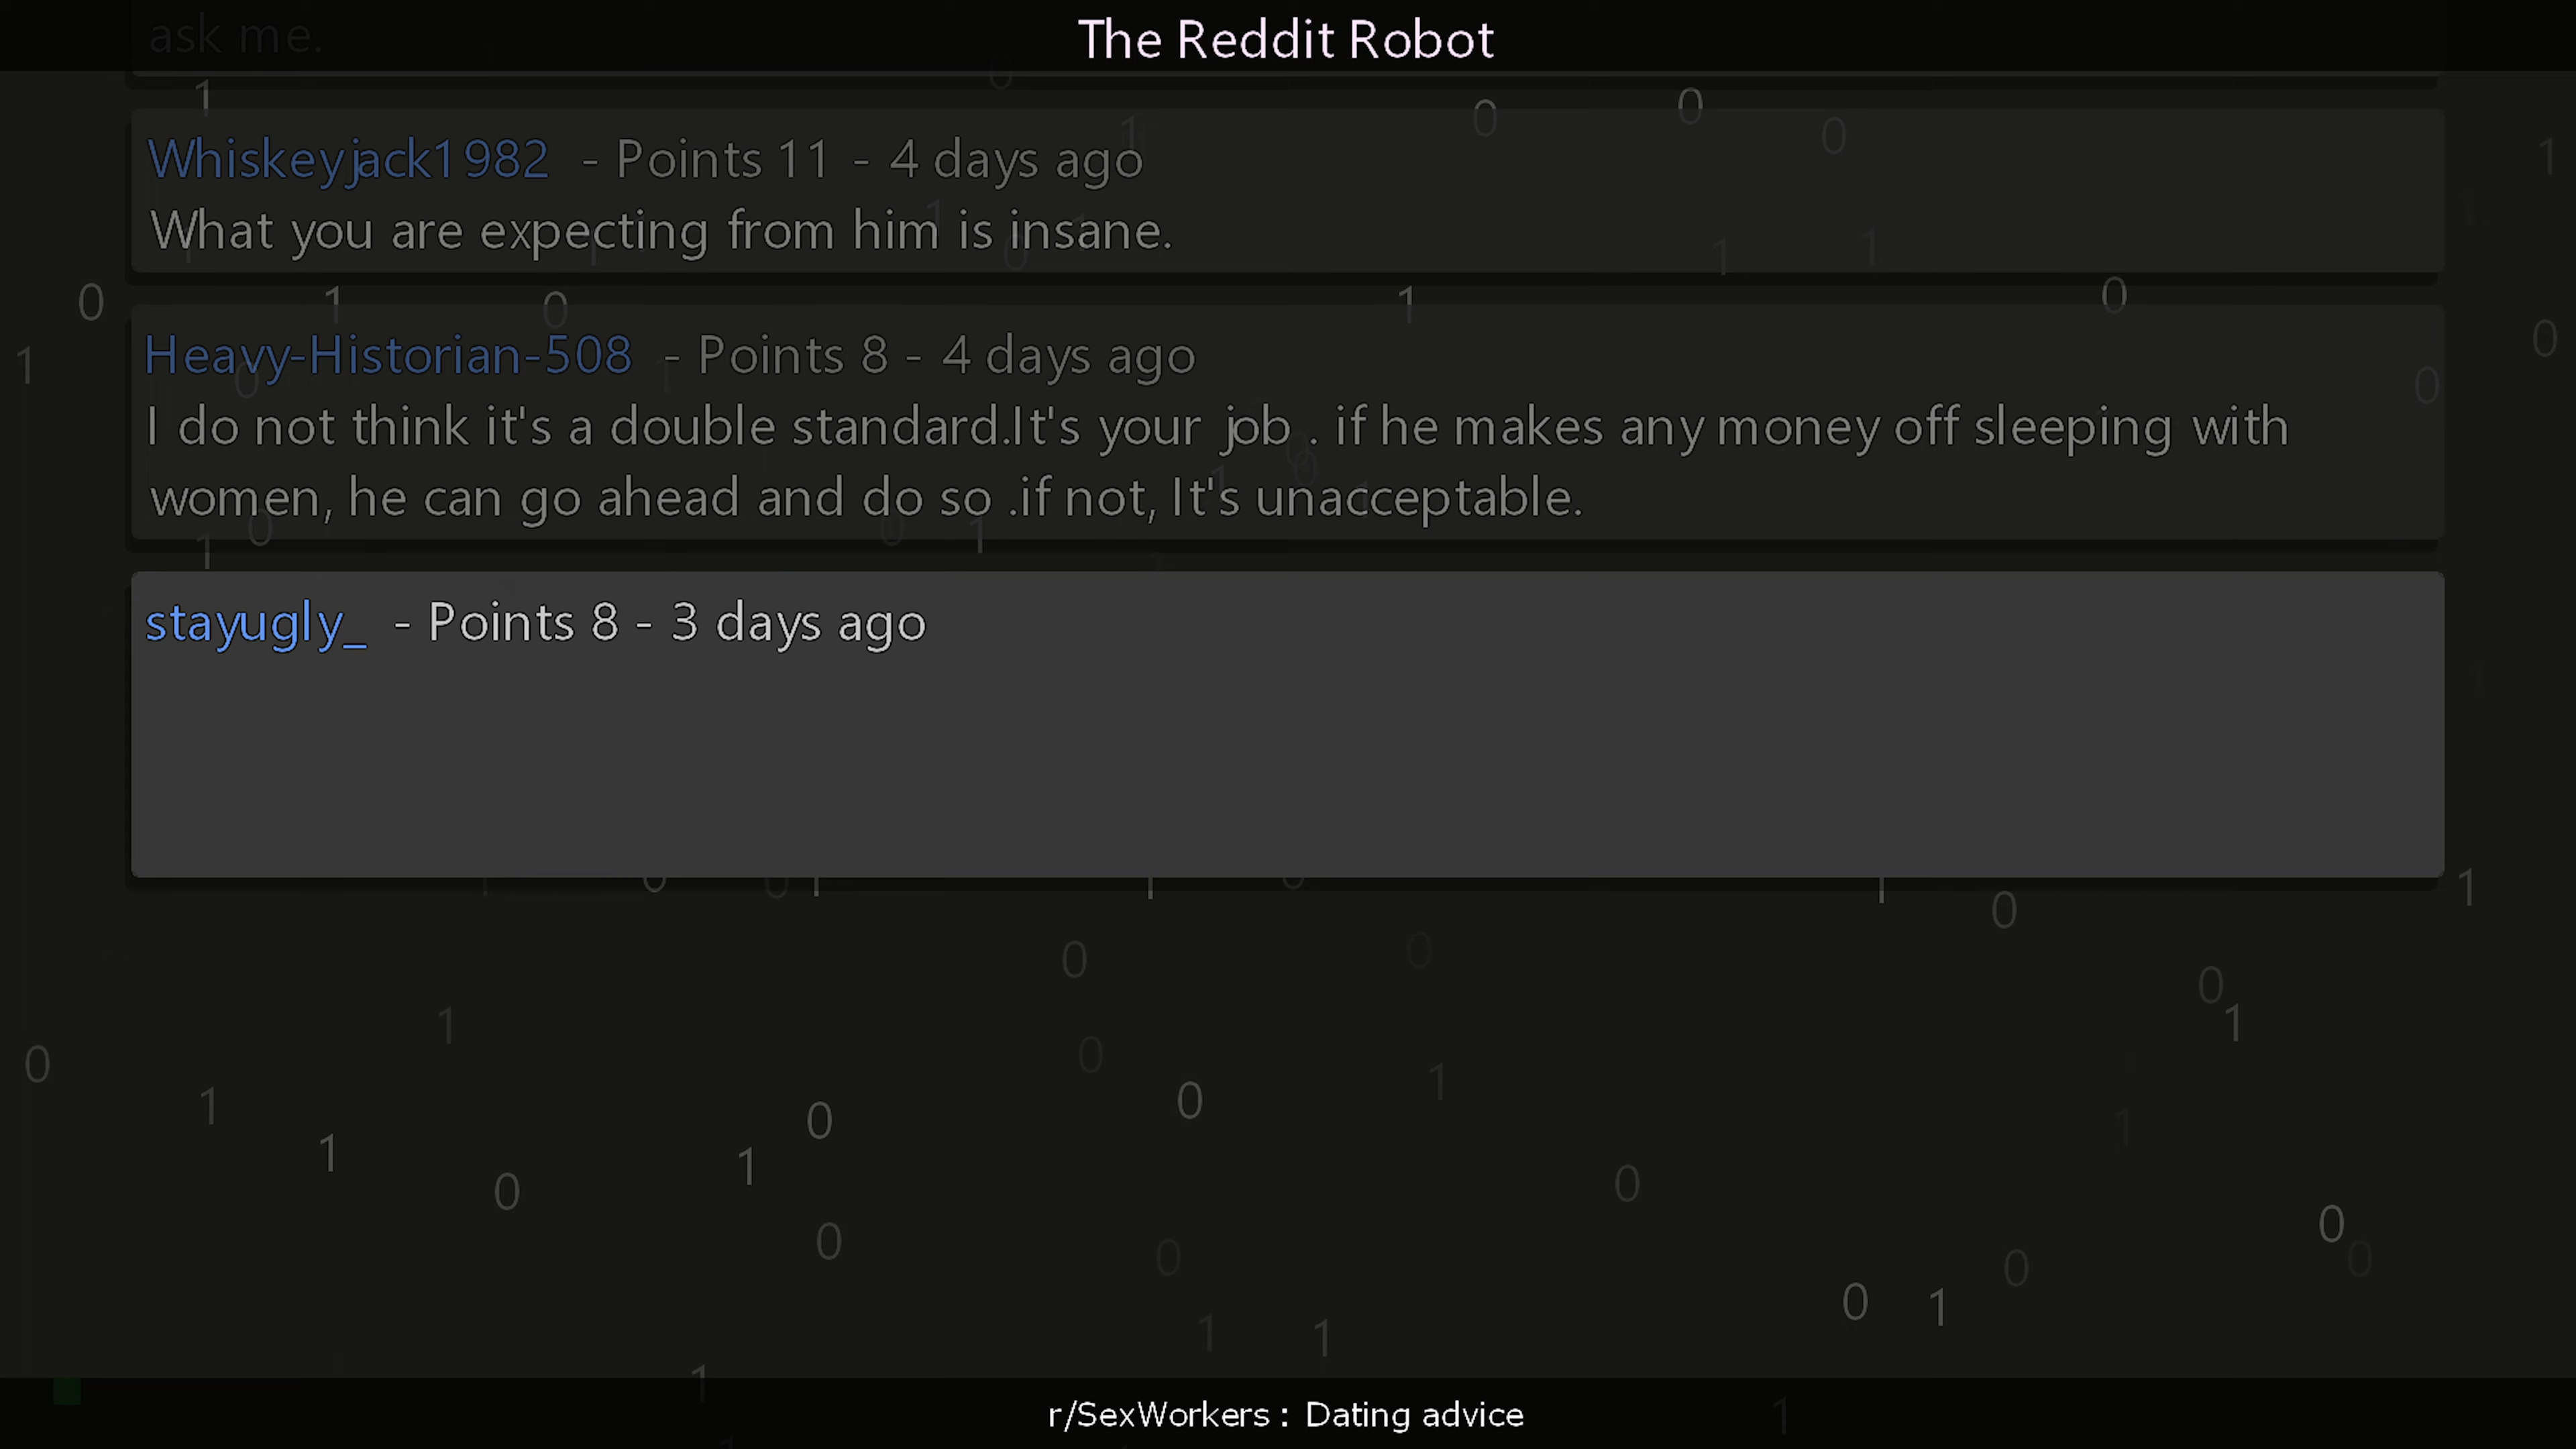 ask me.
The Reddit Robot
Whiskeyjack1982 - Points 11 - 4 days ago
What you are expecting from him is insane.
Heavy-Historian-508 - Points 8 - 4 days ago
I do not think it's a double standard.It's your job . if he makes any money off sleeping with
women, he can go ahead and do so .if not, It's unacceptable.
stayugly_ - Points 8 - 3 days ago
r/SexWorkers : Dating advice